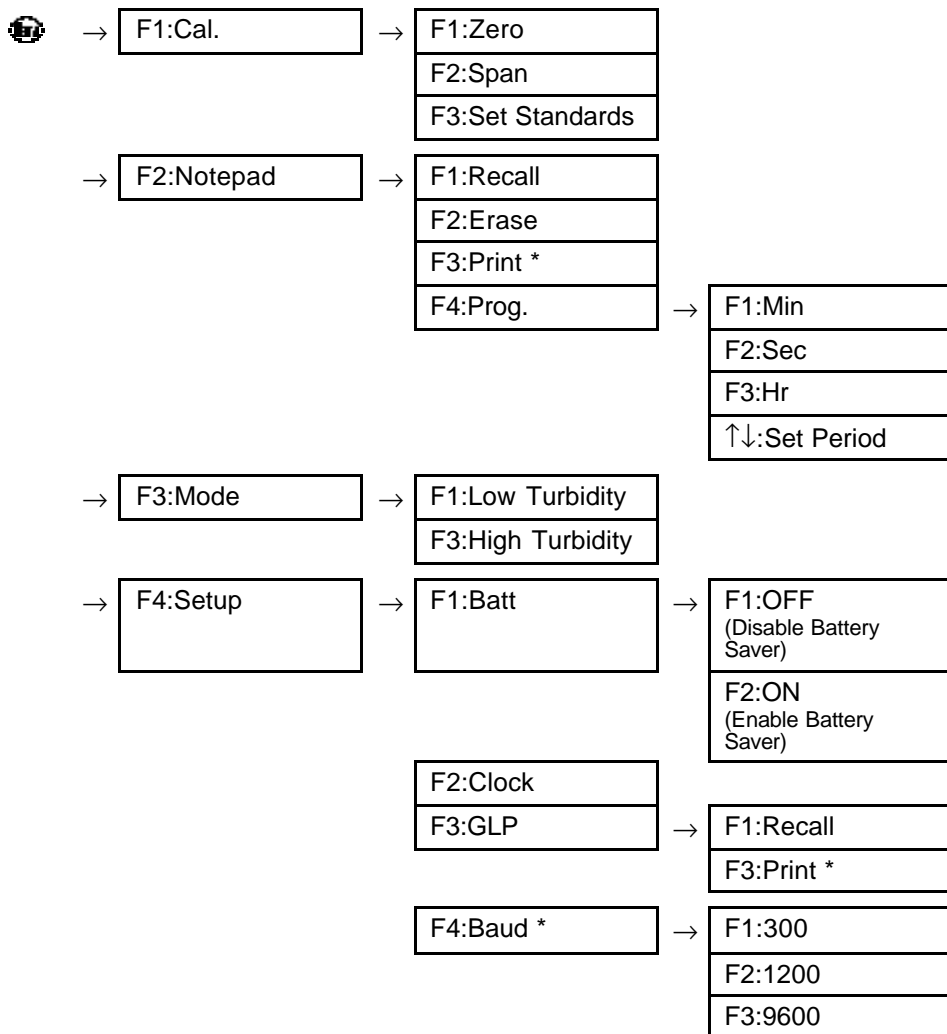 → F1:Cal. → F1:Zero
F2:Span
F3:Set Standards
→ F2:Notepad → F1:Recall
F2:Erase
F3:Print *
F4:Prog. → F1:Min
F2:Sec
F3:Hr
↑↓:Set Period
→ F3:Mode → F1:Low Turbidity
F3:High Turbidity
→ F4:Setup → F1:Batt → F1:OFF
(Disable Battery
Saver)
F2:ON
(Enable Battery
Saver)
F2:Clock
F3:GLP → F1:Recall
F3:Print *
F4:Baud * → F1:300
F2:1200
F3:9600